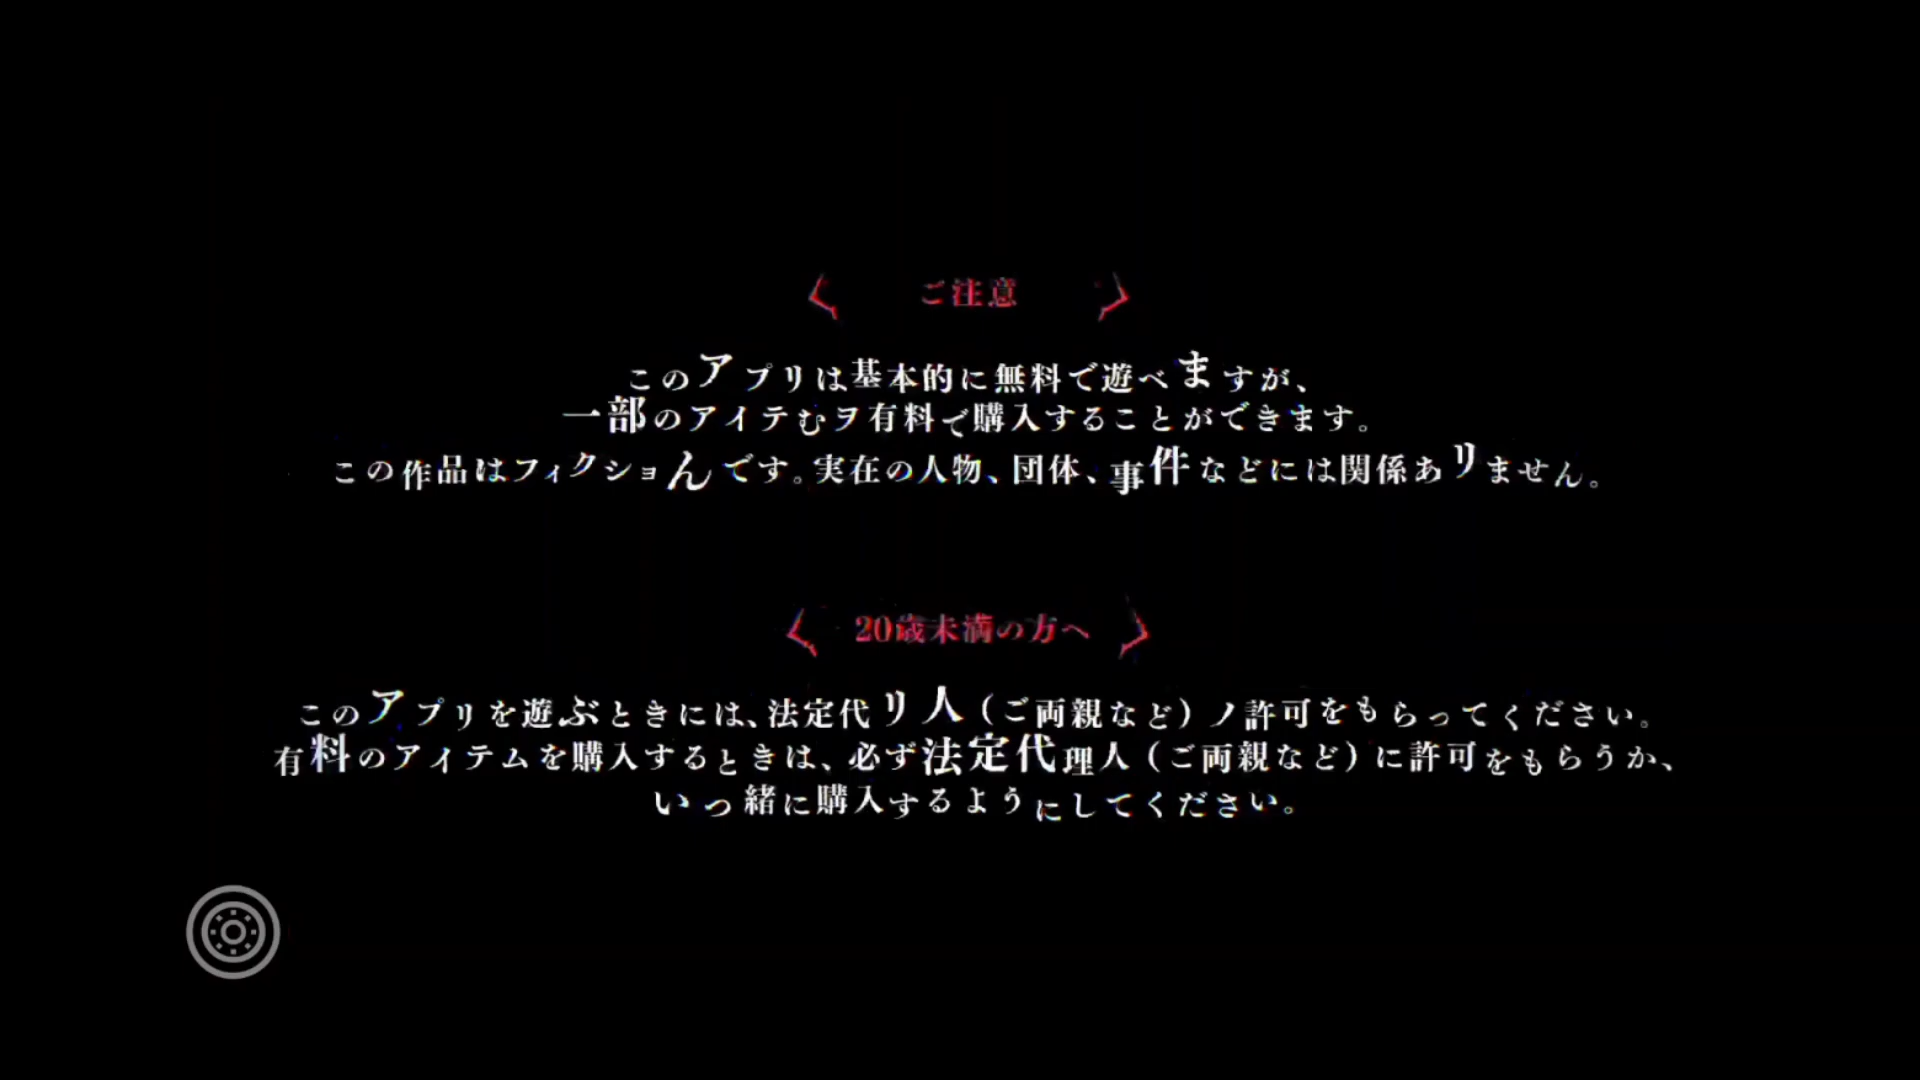 ご注意
このアプリは基本的に無料で遊べますが、
一部のアイテむヲ有料で購入することができます。
この作品はフィクショんです。実在の人物、団体、事件などには関係あリません。
20歳未満の方へ
このアプリを遊ぶときには、法定代リ人（ご両親など）ノ許可をもらってください。
有料のアイテムを購入するときは、必ず法定代理人（ご両親など）に許可をもらうか、
いっ緒に購入するようにしてください。